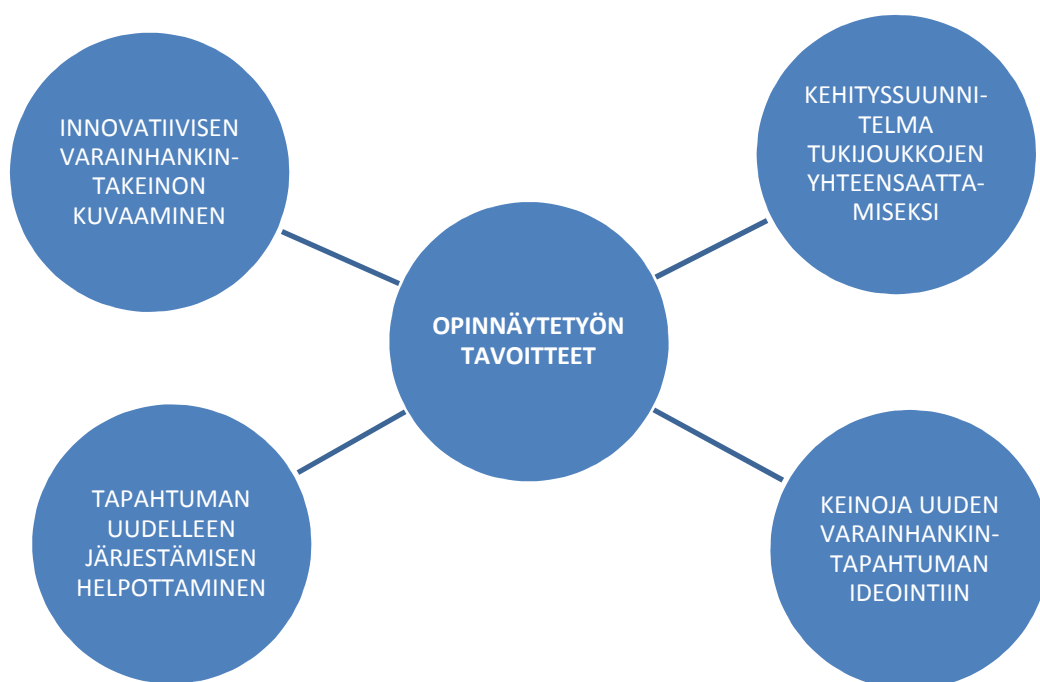 INNOVATIIVISEN
VARAINHANKIN-
TAKEINON
KUVAAMINEN
KEHITYSSUUNNI-
TELMA
TUKIJOUKKOJEN
YHTEENSAATTA-
MISEKSI
OPINNÄYTETYÖN
TAVOITTEET
TAPAHTUMAN
UUDELLEEN
JÄRJESTÄMISEN
HELPOTTAMINEN
KEINOJA UUDEN
VARAINHANKIN-
TAPAHTUMAN
IDEOINTIIN